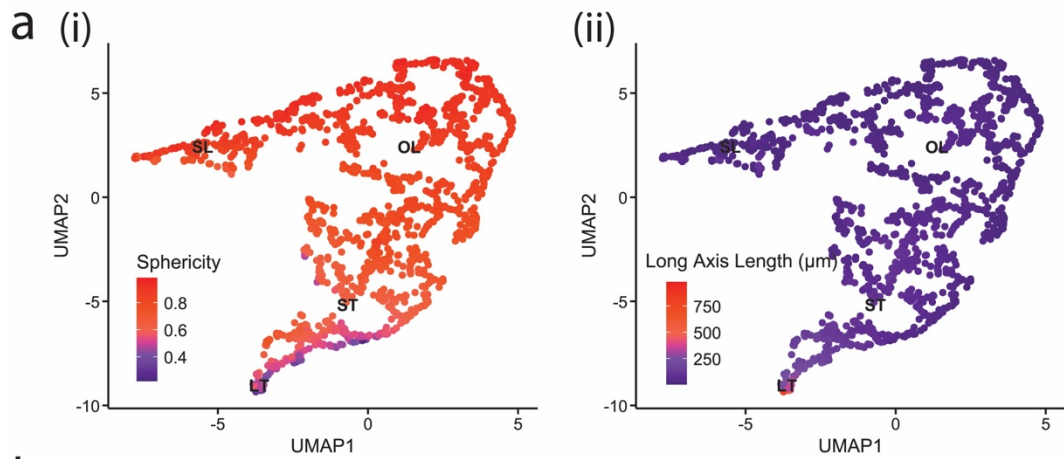 a (i) (ii)
5
SL
OL
0
UMAP2
Sphericity
0.8
0.6
0.4
-5
ST
LT
-10
-5 0 5
UMAP1
5
SL
OL
0
UMAP2
Long Axis Length (µm)
750
500
250
-5
ST
LT
-10
-5 0 5
UMAP1